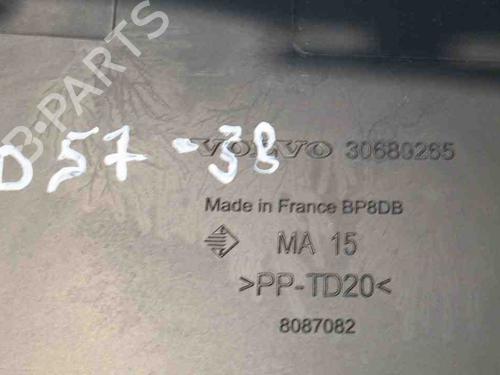 B-PARTS
D57-38
VOLVO 30680265
Made in France BP8DB
MA 15
>PP-TD20<
8087082